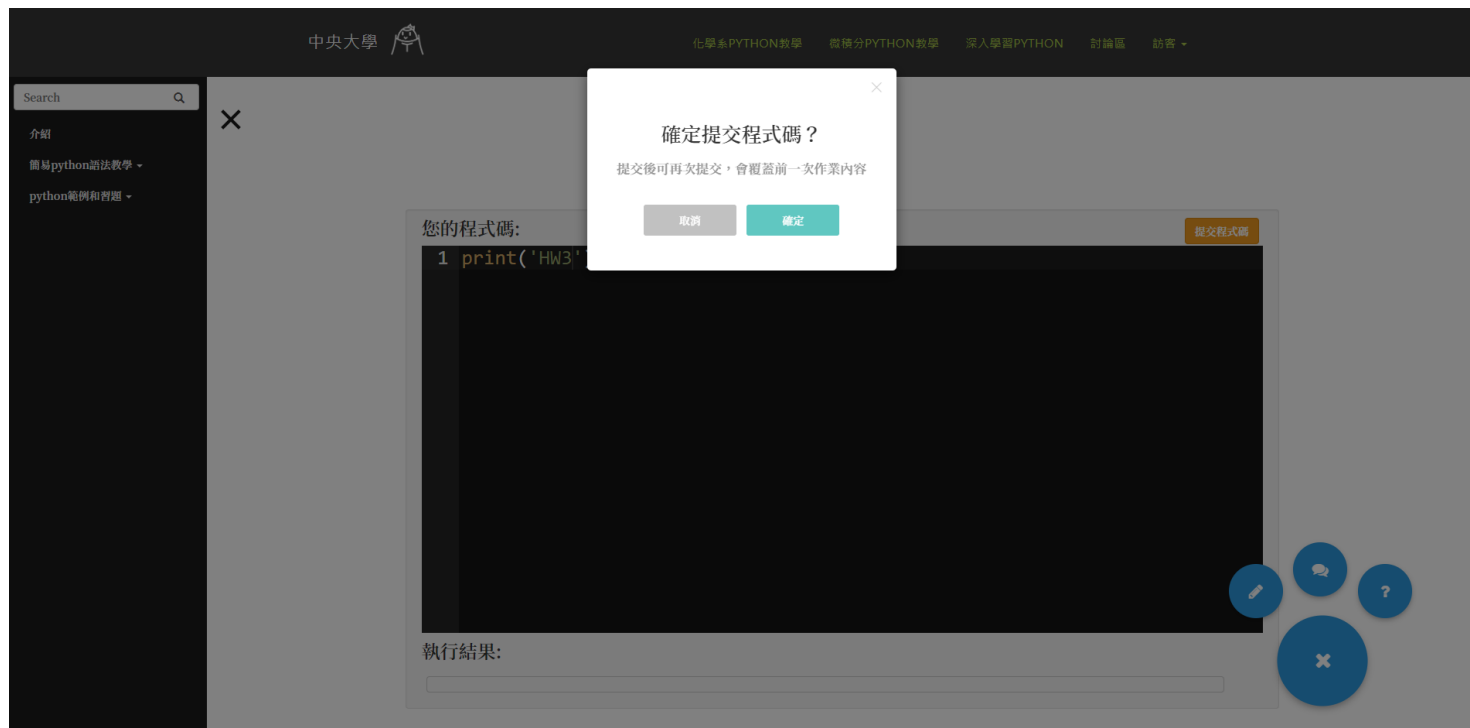 中央大學
化學系PYTHON教學 微積分PYTHON教學 深入學習PYTHON 討論區 訪客
Search
介紹
簡易python語法教學
python範例和習題
×
確定提交程式碼？
提交後可再次提交，會覆蓋前一次作業內容
取消 確定
您的程式碼:
提交程式碼
1 print('HW3'
執行結果:
?